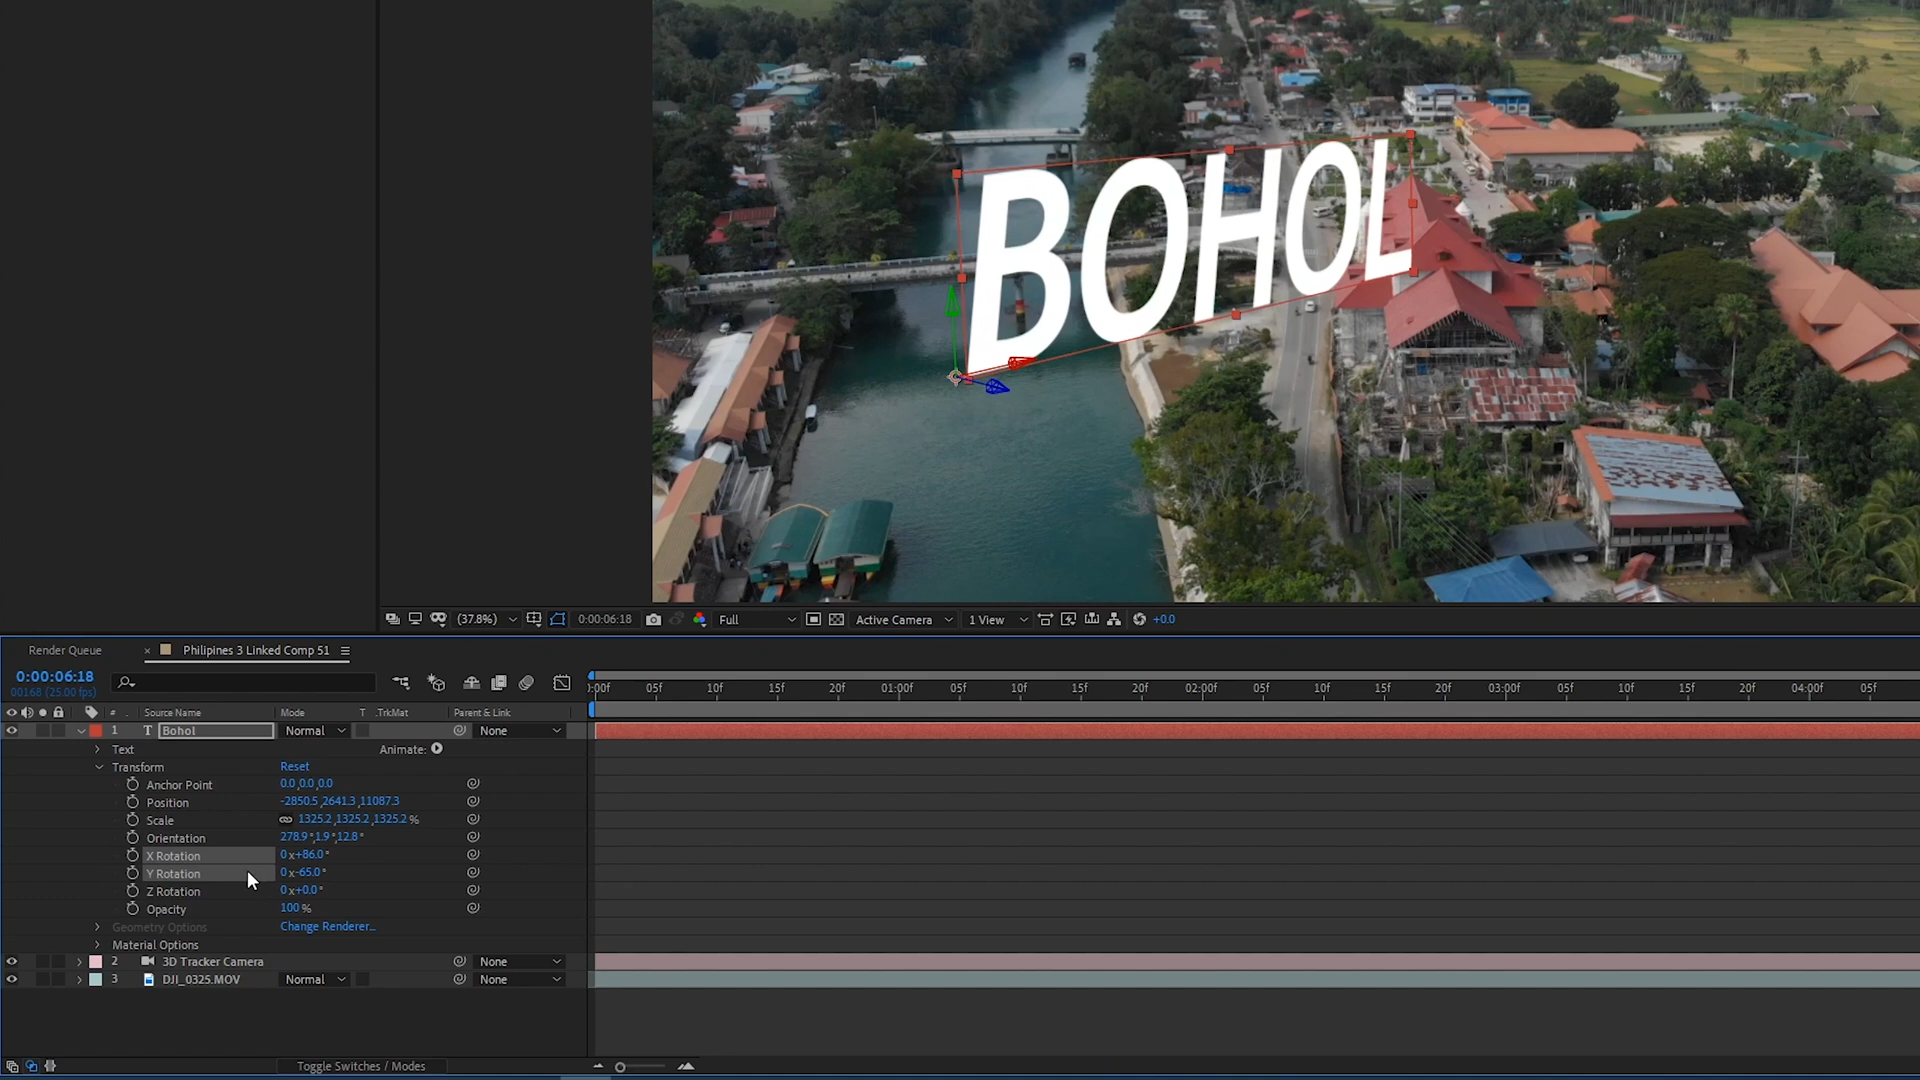 BOHOL
(37.8%)
0:00:06:18
Full
Active Camera
1 View
+0.0
Render Queue
× Philipines 3 Linked Comp 51
0:00:06:18
00168 (25.00 fps)
:00f 05f 10f 15f 20f 01:00f 05f 10f 15f 20f 02:00f 05f 10f 15f 20f 03:00f 05f 10f 15f 20f 04:00f 05f
# . Source Name Mode T .TrkMat Parent & Link
1 T Bohol Normal None
Text Animate:
Transform Reset
Anchor Point 0.0,0.0,0.0
Position -2850.5,2641.3,11087.3
Scale 1325.2,1325.2,1325.2 %
Orientation 278.9°,1.9°,12.8°
X Rotation 0x+86.0°
Y Rotation 0x-65.0°
Z Rotation 0x+0.0°
Opacity 100 %
Geometry Options Change Renderer...
Material Options
2 3D Tracker Camera None
3 DJI_0325.MOV Normal None
Toggle Switches / Modes